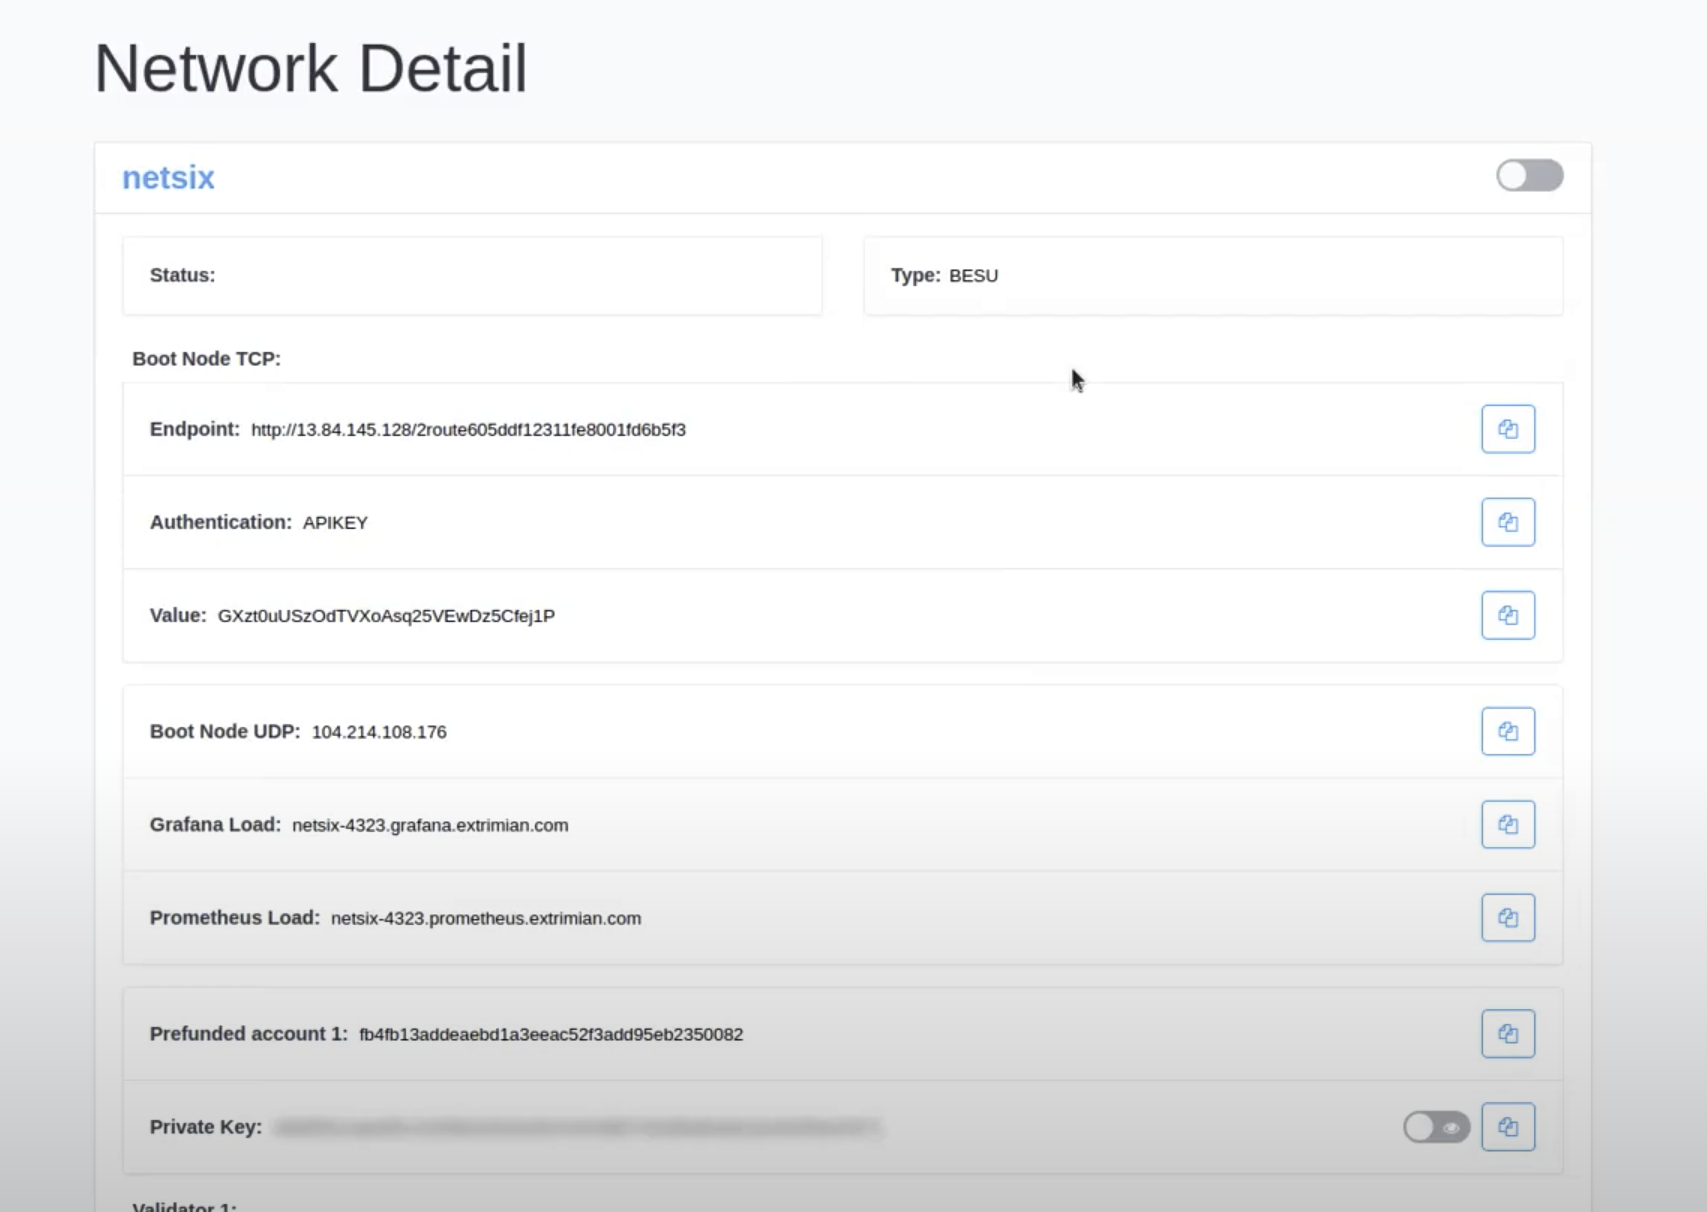 Network Detail
netsix
Status:
Type: BESU
Boot Node TCP:
Endpoint: http://13.84.145.128/2route605ddf12311fe8001fd6b5f3
Authentication: APIKEY
Value: GXzt0uUSzOdTVXoAsq25VEwDz5Cfej1P
Boot Node UDP: 104.214.108.176
Grafana Load: netsix-4323.grafana.extrimian.com
Prometheus Load: netsix-4323.prometheus.extrimian.com
Prefunded account 1: fb4fb13addeaebd1a3eeac52f3add95eb2350082
Private Key:
Validator 1: